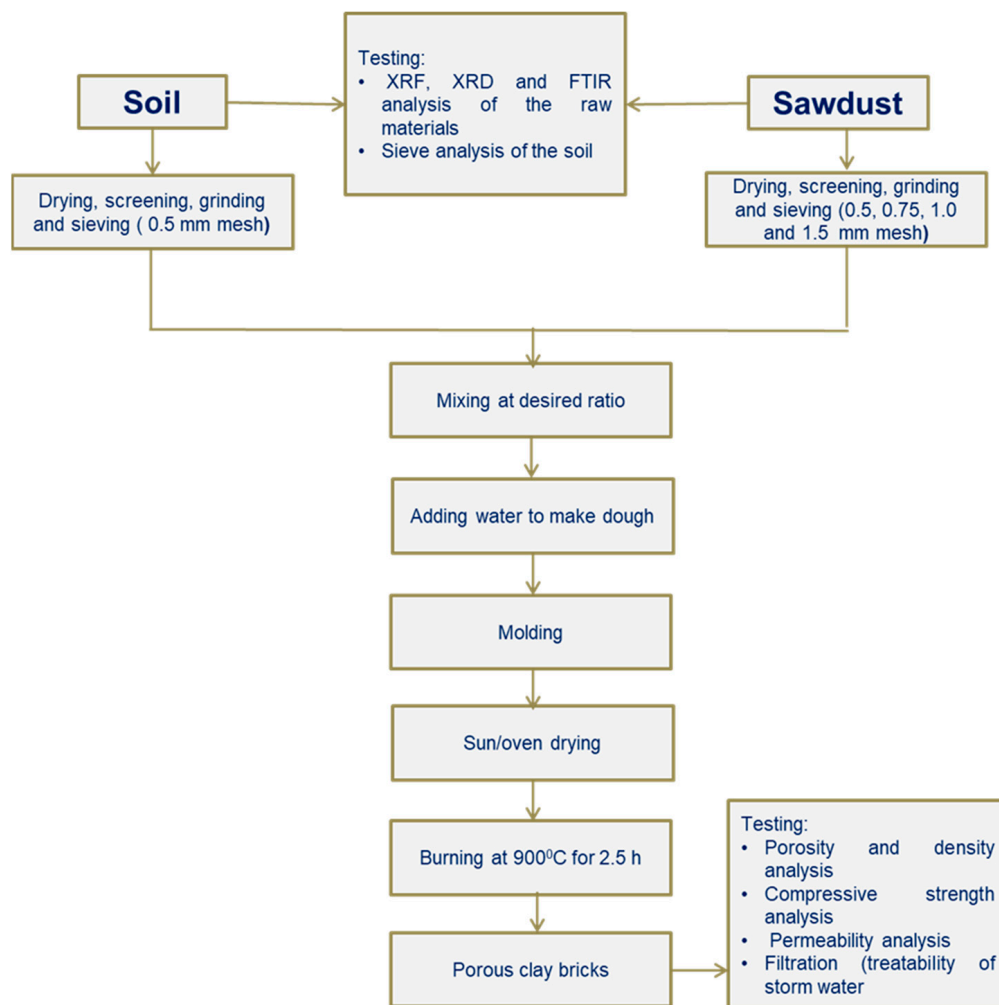 Testing:
• XRF, XRD and FTIR
analysis of the raw
materials
• Sieve analysis of the soil
Soil
Sawdust
Drying, screening, grinding
and sieving ( 0.5 mm mesh)
Drying, screening, grinding
and sieving (0.5, 0.75, 1.0
and 1.5 mm mesh)
Mixing at desired ratio
Adding water to make dough
Molding
Sun/oven drying
Burning at 900⁰C for 2.5 h
Porous clay bricks
Testing:
• Porosity and density
analysis
• Compressive strength
analysis
• Permeability analysis
• Filtration (treatability of
storm water